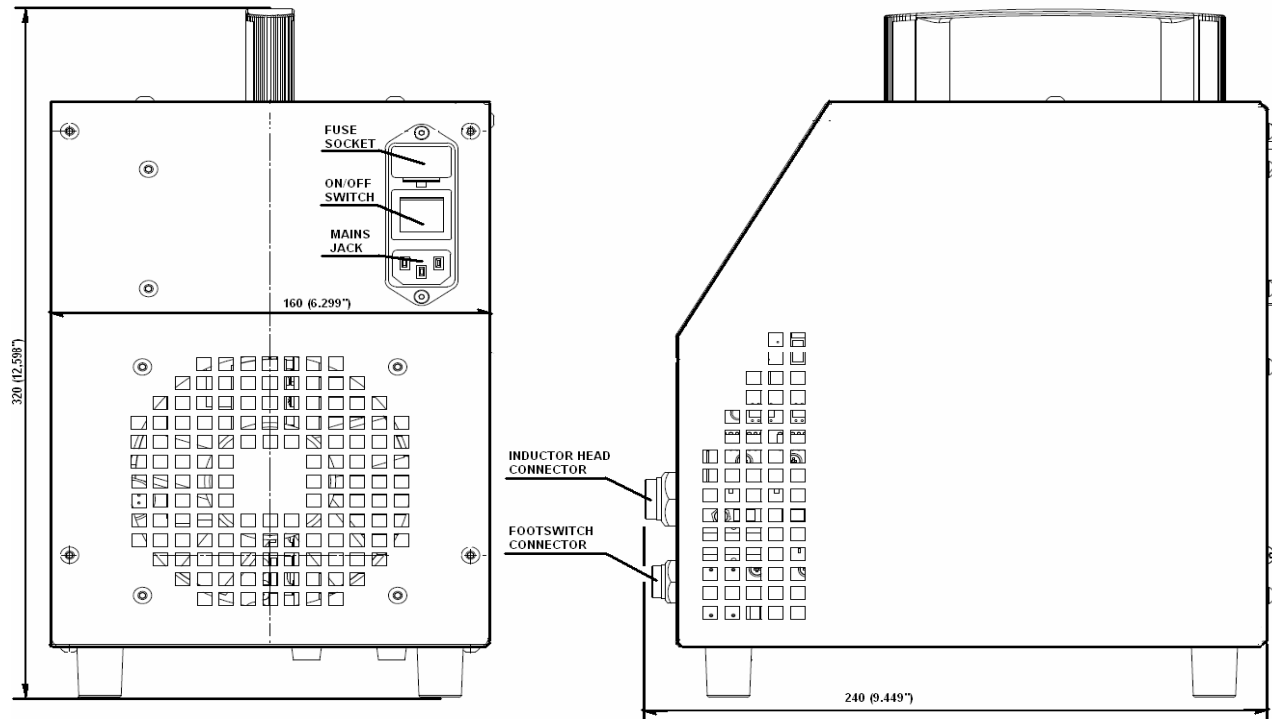 FUSE
SOCKET
ON/OFF
SWITCH
MAINS
JACK
160 (6.299")
320 (12.598")
INDUCTOR HEAD
CONNECTOR
FOOTSWITCH
CONNECTOR
240 (9.449")